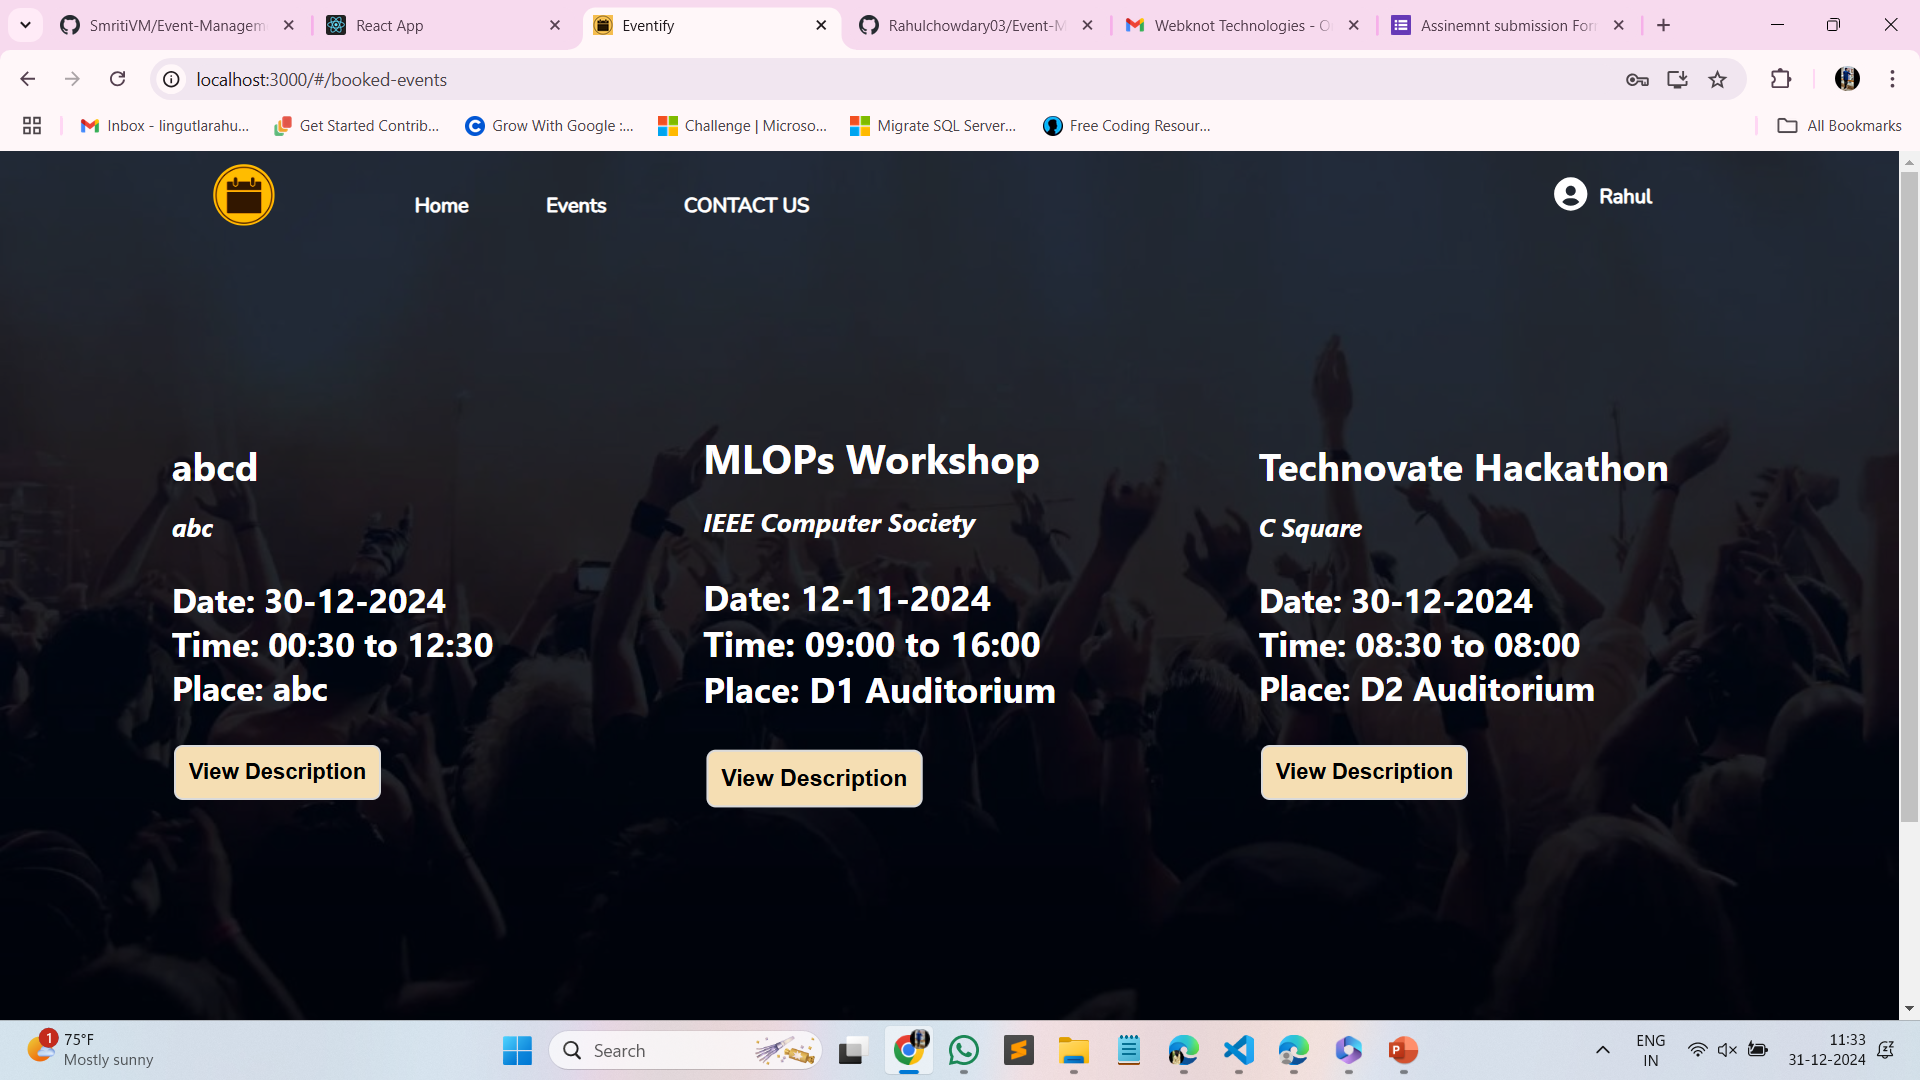 SmritiVM/Event-Managem
React App
Eventify
Rahulchowdary03/Event-M
Webknot Technologies - O
Assinemnt submission For
localhost:3000/#/booked-events
Inbox - lingutlarahu...
Get Started Contrib...
Grow With Google :...
Challenge | Microso...
Migrate SQL Server...
Free Coding Resour...
All Bookmarks
Home
Events
CONTACT US
Rahul
abcd
abc
Date: 30-12-2024
Time: 00:30 to 12:30
Place: abc
View Description
MLOPs Workshop
IEEE Computer Society
Date: 12-11-2024
Time: 09:00 to 16:00
Place: D1 Auditorium
View Description
Technovate Hackathon
C Square
Date: 30-12-2024
Time: 08:30 to 08:00
Place: D2 Auditorium
View Description
1
75°F
Mostly sunny
Search
ENG
IN
11:33
31-12-2024